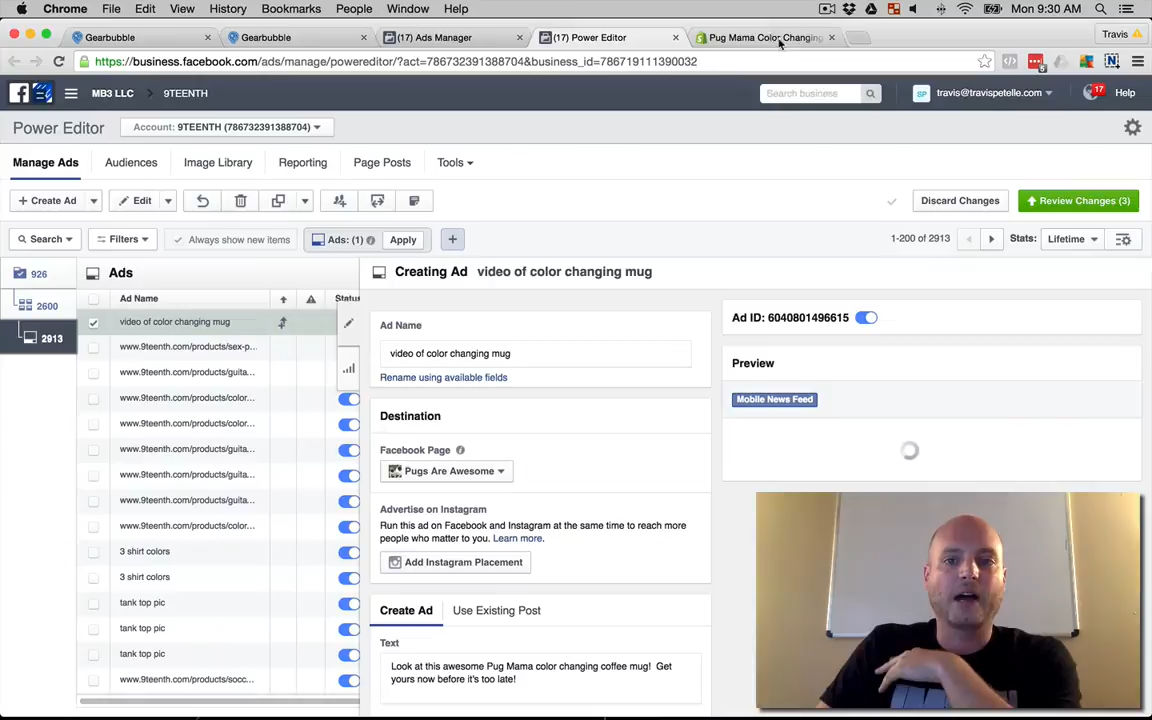 Chrome File Edit View History Bookmarks People Window Help Mon 9:30 AM
Gearbubble Gearbubble (17) Ads Manager (17) Power Editor Pug Mama Color Changing Travis
https://business.facebook.com/ads/manage/powereditor/?act=786732391388704&business_id=786719111390032
MB3 LLC > 9TEENTH Search business SP travis@travispetelle.com 17 Help
Power Editor Account: 9TEENTH (786732391388704)
Manage Ads Audiences Image Library Reporting Page Posts Tools
+ Create Ad Edit Discard Changes Review Changes (3)
Search Filters Always show new items Ads: (1) Apply + 1-200 of 2913 Stats: Lifetime
926
2600
2913
Ads
Ad Name Status
video of color changing mug
www.9teenth.com/products/sex-p...
www.9teenth.com/products/guita...
www.9teenth.com/products/color...
www.9teenth.com/products/color...
www.9teenth.com/products/guita...
www.9teenth.com/products/guita...
www.9teenth.com/products/guita...
www.9teenth.com/products/color...
3 shirt colors
3 shirt colors
tank top pic
tank top pic
tank top pic
www.9teenth.com/products/socc...
Creating Ad video of color changing mug
Ad Name
video of color changing mug
Rename using available fields
Destination
Facebook Page
Pugs Are Awesome
Advertise on Instagram
Run this ad on Facebook and Instagram at the same time to reach more
people who matter to you. Learn more.
Add Instagram Placement
Create Ad Use Existing Post
Text
Look at this awesome Pug Mama color changing coffee mug! Get
yours now before it's too late!
Ad ID: 6040801496615
Preview
Mobile News Feed